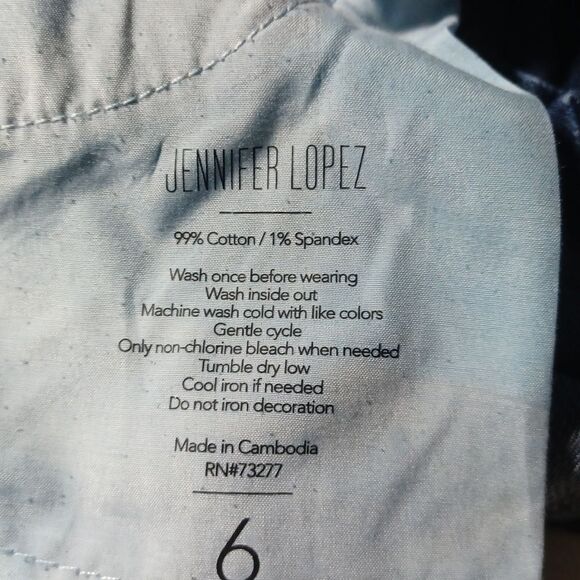 JENNIFER LOPEZ
99% Cotton / 1% Spandex
Wash once before wearing
Wash inside out
Machine wash cold with like colors
Gentle cycle
Only non-chlorine bleach when needed
Tumble dry low
Cool iron if needed
Do not iron decoration
Made in Cambodia
RN#73277
6